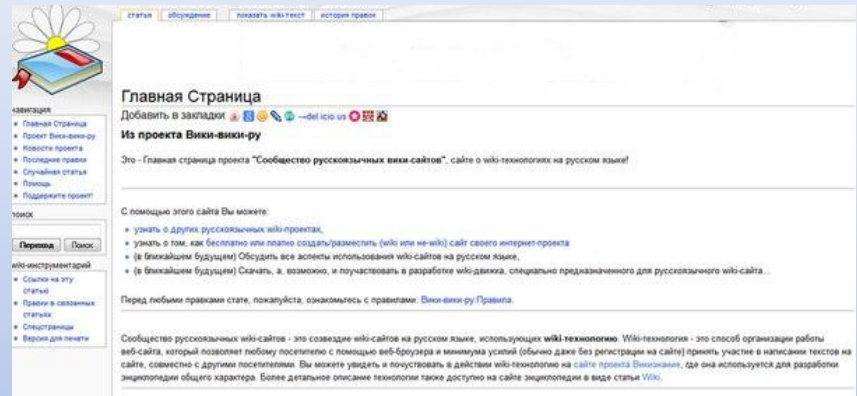 статья обсуждение показать wiki-текст история правок
Главная Страница
Добавить в закладки: →del.icio.us
Из проекта Вики-вики-ру
Это - Главная страница проекта "Сообщество русскоязычных вики-сайтов", сайте о wiki-технологиях на русском языке!
С помощью этого сайта Вы можете:
узнать о других русскоязычных wiki-проектах,
узнать о том, как бесплатно или платно создать/разместить (wiki или не-wiki) сайт своего интернет-проекта
(в ближайшем будущем) Обсудить все аспекты использования wiki-сайтов на русском языке,
(в ближайшем будущем) Скачать, а, возможно, и поучаствовать в разработке wiki-движка, специально предназначенного для русскоязычного wiki-сайта...
Перед любыми правками стате, пожалуйста, ознакомьтесь с правилами: Вики-вики-ру:Правила.
Сообщество русскоязычных wiki-сайтов - это созвездие wiki-сайтов на русском языке, использующих wiki-технологию. Wiki-технология - это способ организации работы
веб-сайта, который позволяет любому посетителю с помощью веб-броузера и минимума усилий (обычно даже без регистрации на сайте) принять участие в написании текстов на
сайте, совместно с другими посетителями. Вы можете увидеть и почувствовать в действии wiki-технологию на сайте проекта Викизнание, где она используется для разработки
энциклопедии общего характера. Более детальное описание технологии также доступно на сайте энциклопедии в виде статьи Wiki.
навигация
Главная Страница
Проект Вики-вики-ру
Новости проекта
Последние правки
Случайная статья
Помощь
Поддержите проект!
поиск
Переход Поиск
wiki-инструментарий
Ссылки на эту
статью
Правки в связанных
статьях
Спецстраницы
Версия для печати